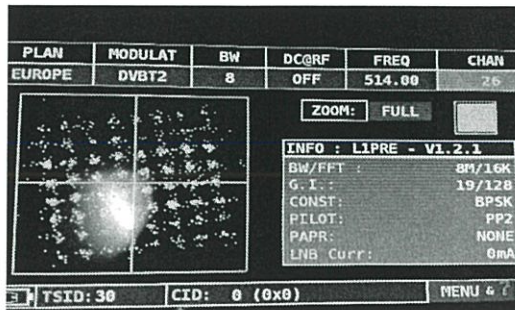 PLAN MODULAT BW DC@RF FREQ CHAN
EUROPE DVBT2 8 OFF 514.00 26
ZOOM: FULL
INFO : L1PRE - V1.2.1
BW/FFT : 8M/16K
G.I.: 19/128
CONST: BPSK
PILOT: PP2
PAPR: NONE
LNB Curr: 0mA
TSID: 30 CID: 0 (0x0) MENU &